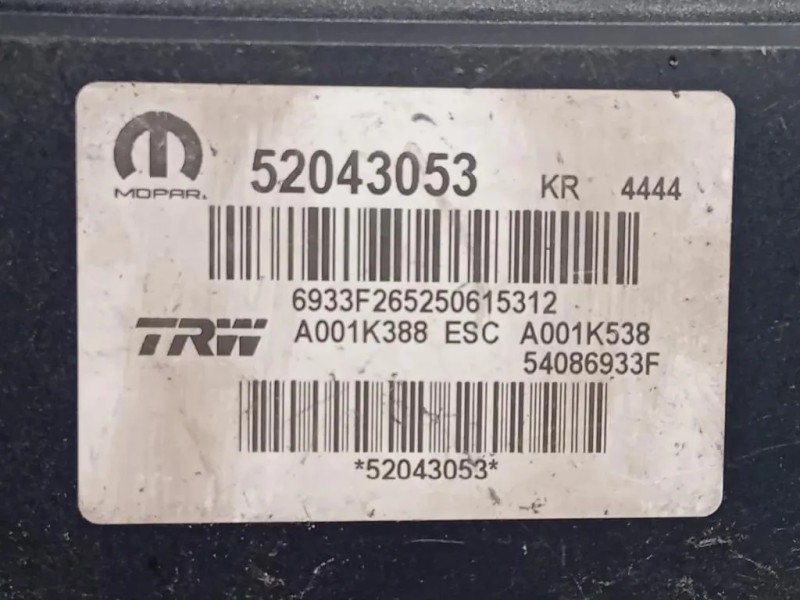 52043053 KR 4444
MOPAR
6933F265250615312
TRW A001K388 ESC A001K538
54086933F
*52043053*